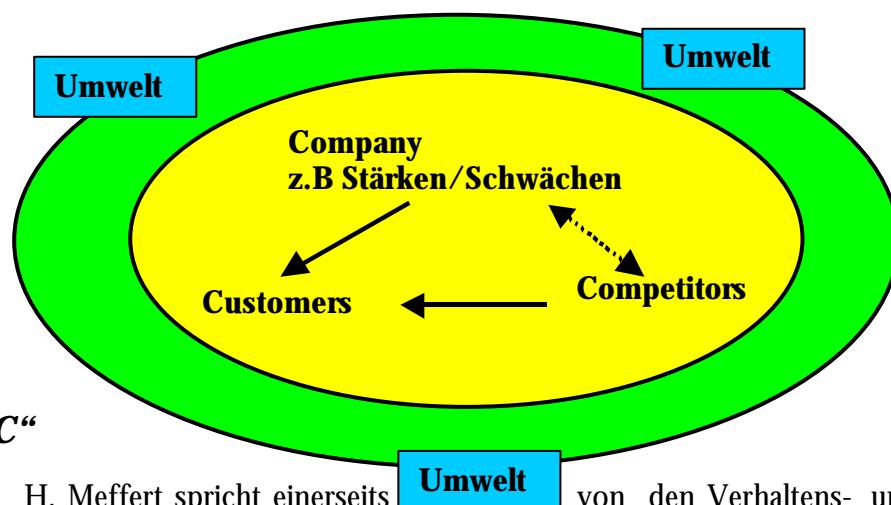 Umwelt
Umwelt
Company
z.B Stärken/Schwächen
Customers
Competitors
C“
H. Meffert spricht einerseits Umwelt von den Verhaltens- u